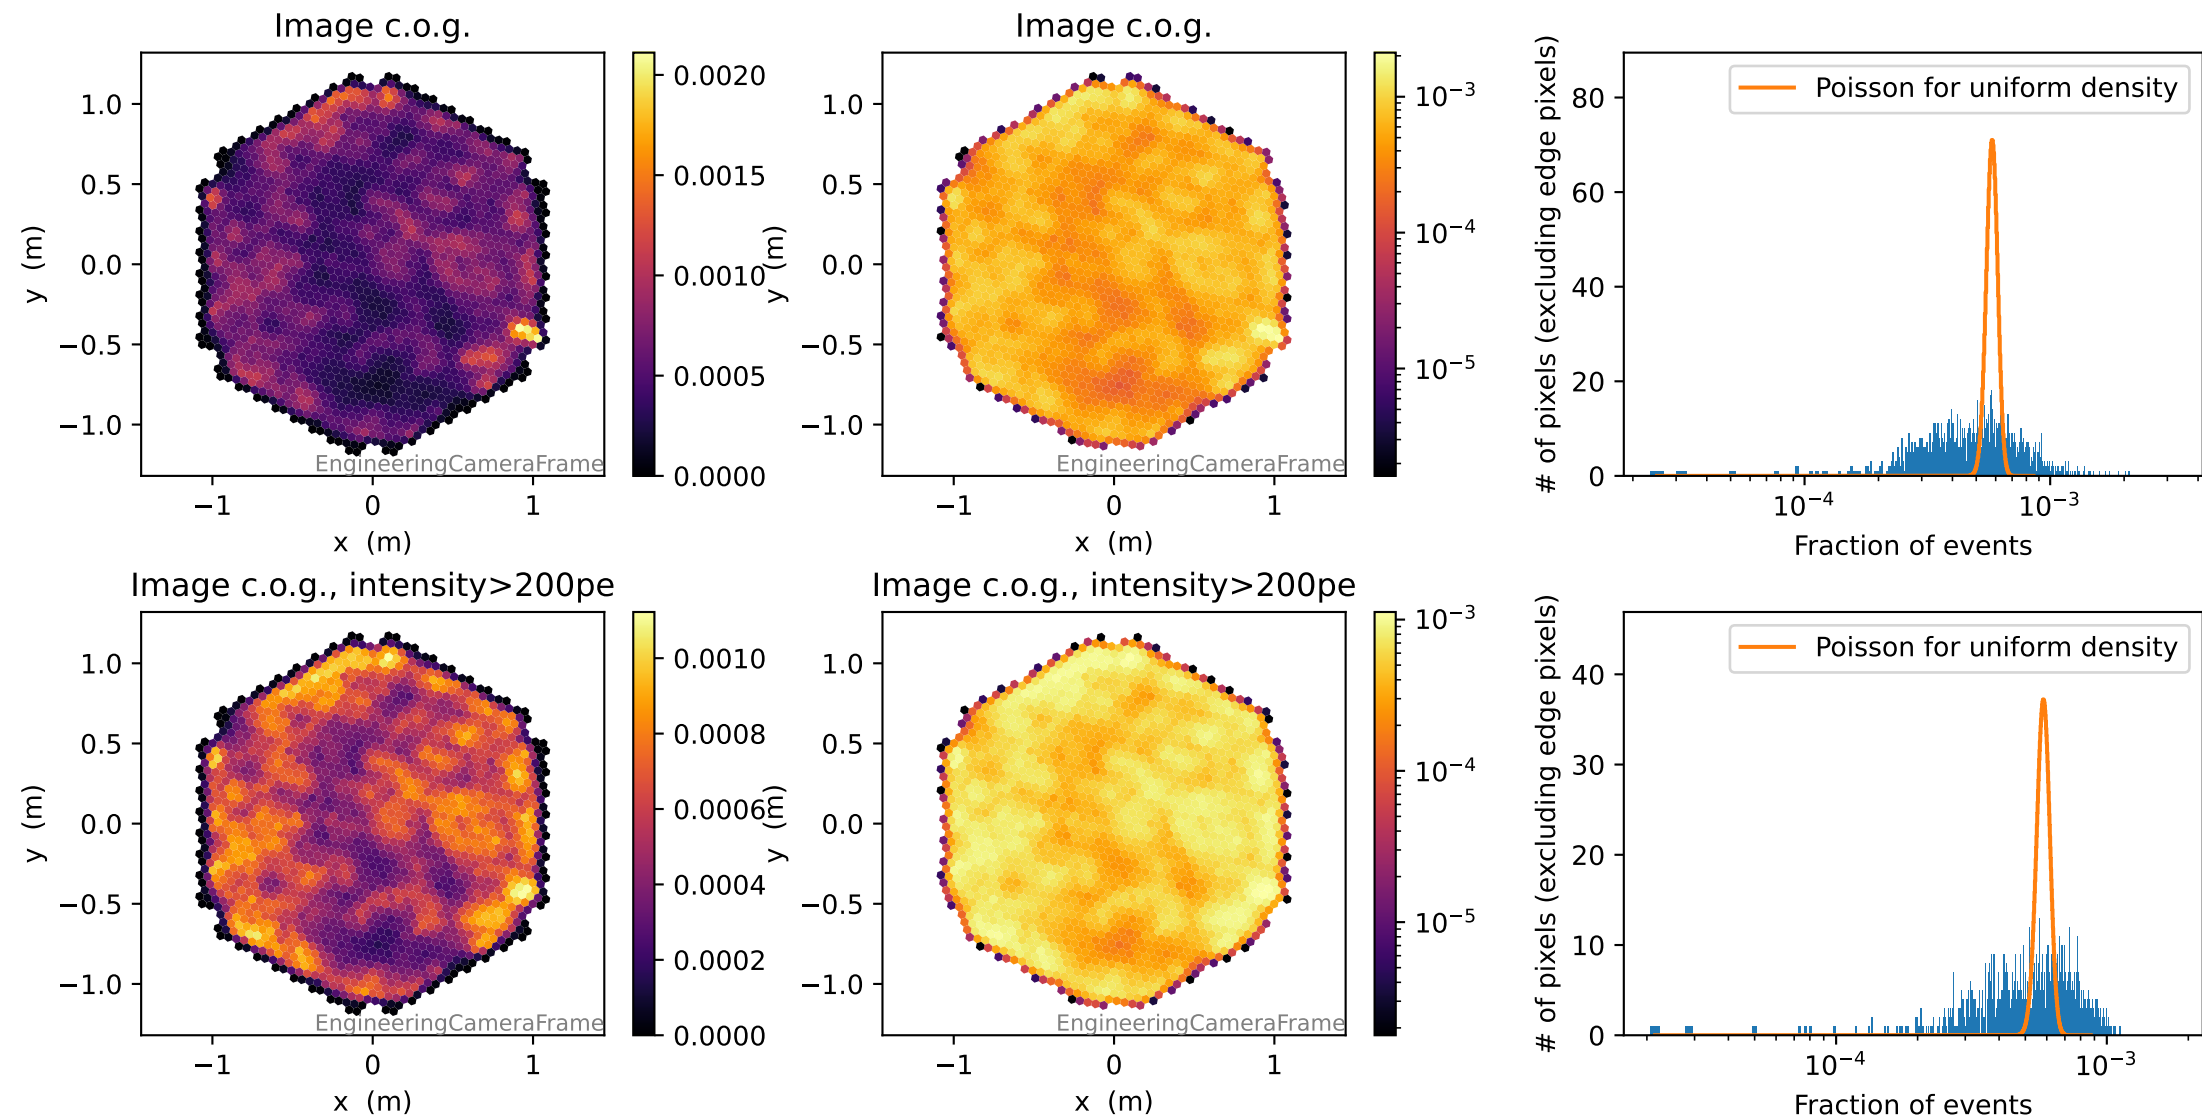 Image c.o.g.
1.0
0.5
0.0
−0.5
−1.0
y (m)
−1
0
1
x (m)
EngineeringCameraFrame
0.0020
0.0015
0.0010
0.0005
0.0000
Image c.o.g.
1.0
0.5
0.0
−0.5
−1.0
y (m)
−1
0
1
x (m)
EngineeringCameraFrame
10⁻³
10⁻⁴
10⁻⁵
# of pixels (excluding edge pixels)
80
60
40
20
0
Poisson for uniform density
10⁻⁴
10⁻³
Fraction of events
Image c.o.g., intensity>200pe
1.0
0.5
0.0
−0.5
−1.0
y (m)
−1
0
1
x (m)
EngineeringCameraFrame
0.0010
0.0008
0.0006
0.0004
0.0002
0.0000
Image c.o.g., intensity>200pe
1.0
0.5
0.0
−0.5
−1.0
y (m)
−1
0
1
x (m)
EngineeringCameraFrame
10⁻³
10⁻⁴
10⁻⁵
# of pixels (excluding edge pixels)
40
30
20
10
0
Poisson for uniform density
10⁻⁴
10⁻³
Fraction of events